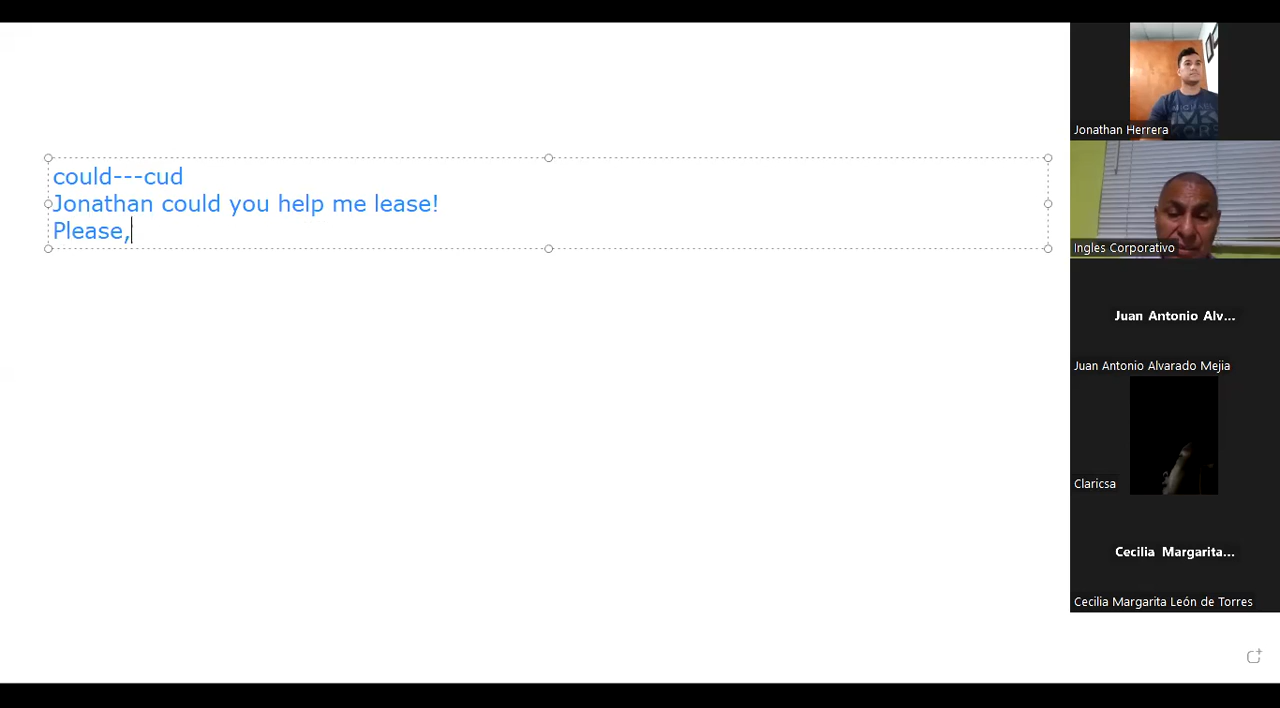 could---cud
Jonathan could you help me lease!
Please,
Jonathan Herrera
Ingles Corporativo
Juan Antonio Alv...
Juan Antonio Alvarado Mejia
Claricsa
Cecilia Margarita...
Cecilia Margarita León de Torres